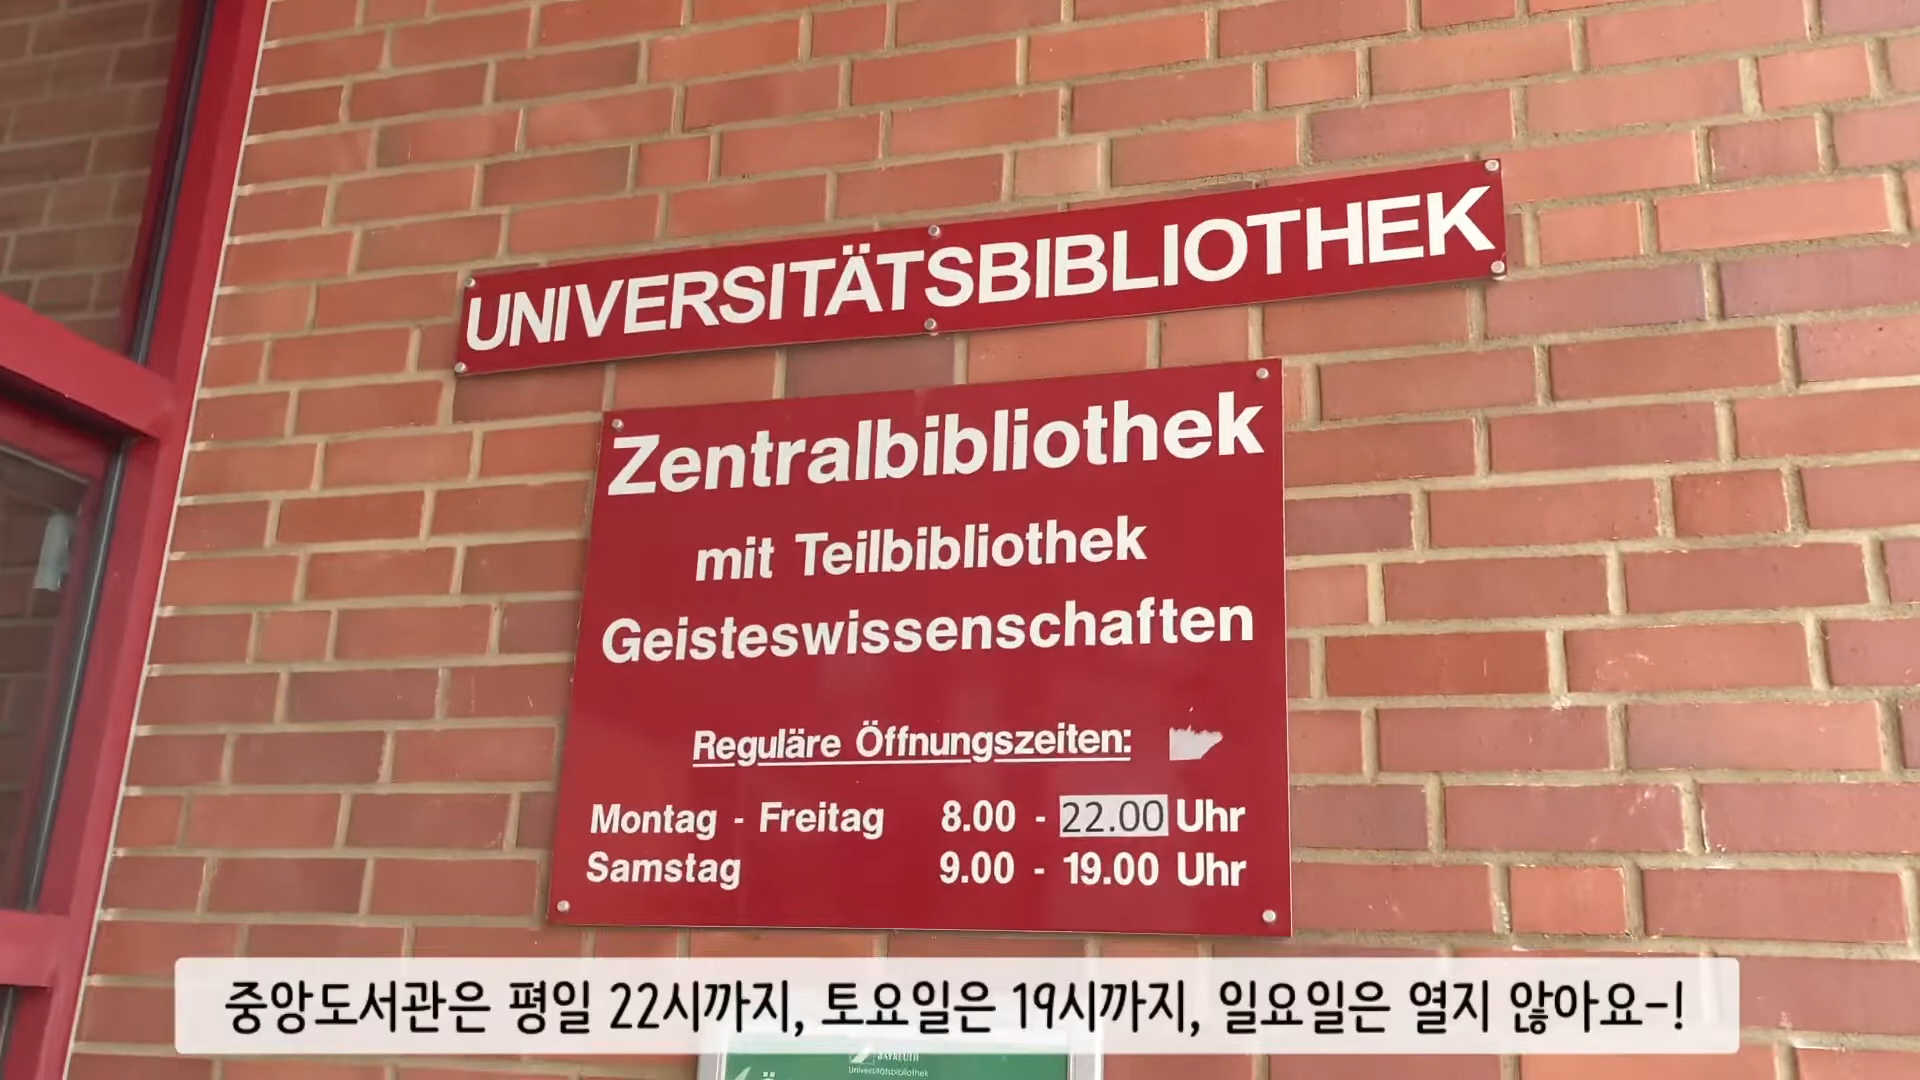 UNIVERSITÄTSBIBLIOTHEK
Zentralbibliothek
mit Teilbibliothek
Geisteswissenschaften
Reguläre Öffnungszeiten:
Montag - Freitag 8.00 - 22.00 Uhr
Samstag 9.00 - 19.00 Uhr
중앙도서관은 평일 22시까지, 토요일은 19시까지, 일요일은 열지 않아요-!
BAYREUTH
Universitätsbibliothek